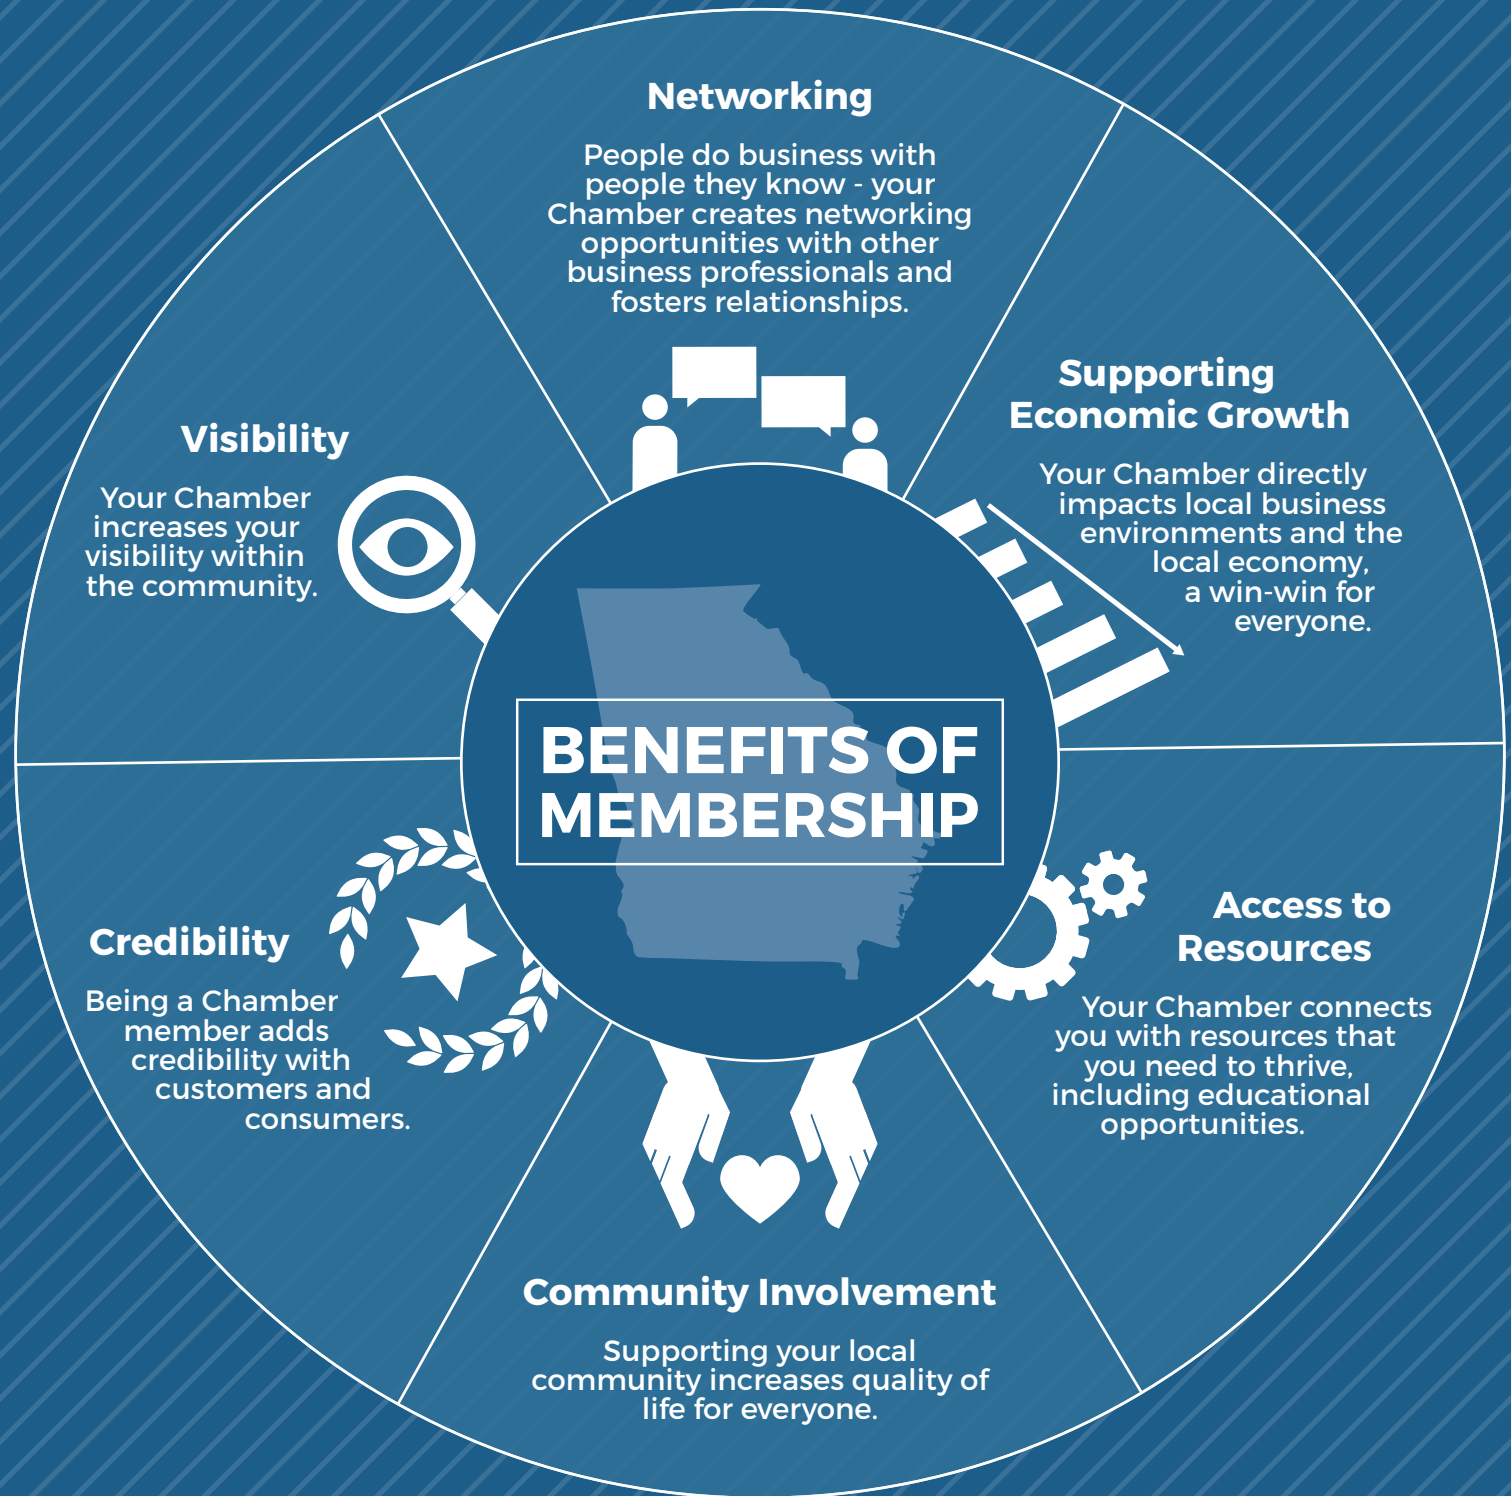 Networking
People do business with
people they know - your
Chamber creates networking
opportunities with other
business professionals and
fosters relationships.
Supporting
Economic Growth
Your Chamber directly
impacts local business
environments and the
local economy,
a win-win for
everyone.
Visibility
Your Chamber
increases your
visibility within
the community.
BENEFITS OF
MEMBERSHIP
Access to
Resources
Your Chamber connects
you with resources that
you need to thrive,
including educational
opportunities.
Credibility
Being a Chamber
member adds
credibility with
customers and
consumers.
Community Involvement
Supporting your local
community increases quality of
life for everyone.